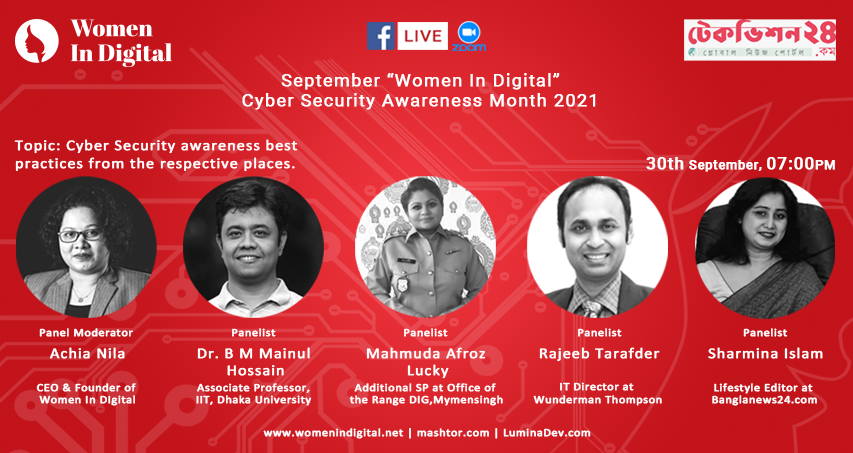 Women
In Digital
f LIVE
zoom
টেকভিশন২৪
গ্লোবাল নিউজ পোর্টাল .কম
September “Women In Digital”
Cyber Security Awareness Month 2021
Topic: Cyber Security awareness best
practices from the respective places.
30th September, 07:00PM
Panel Moderator
Achia Nila
CEO & Founder of
Women In Digital
Panelist
Dr. B M Mainul
Hossain
Associate Professor,
IIT, Dhaka University
Panelist
Mahmuda Afroz
Lucky
Additional SP at Office of
the Range DIG,Mymensingh
Panelist
Rajeeb Tarafder
IT Director at
Wunderman Thompson
Panelist
Sharmina Islam
Lifestyle Editor at
Banglanews24.com
www.womenindigital.net | mashtor.com | LuminaDev.com